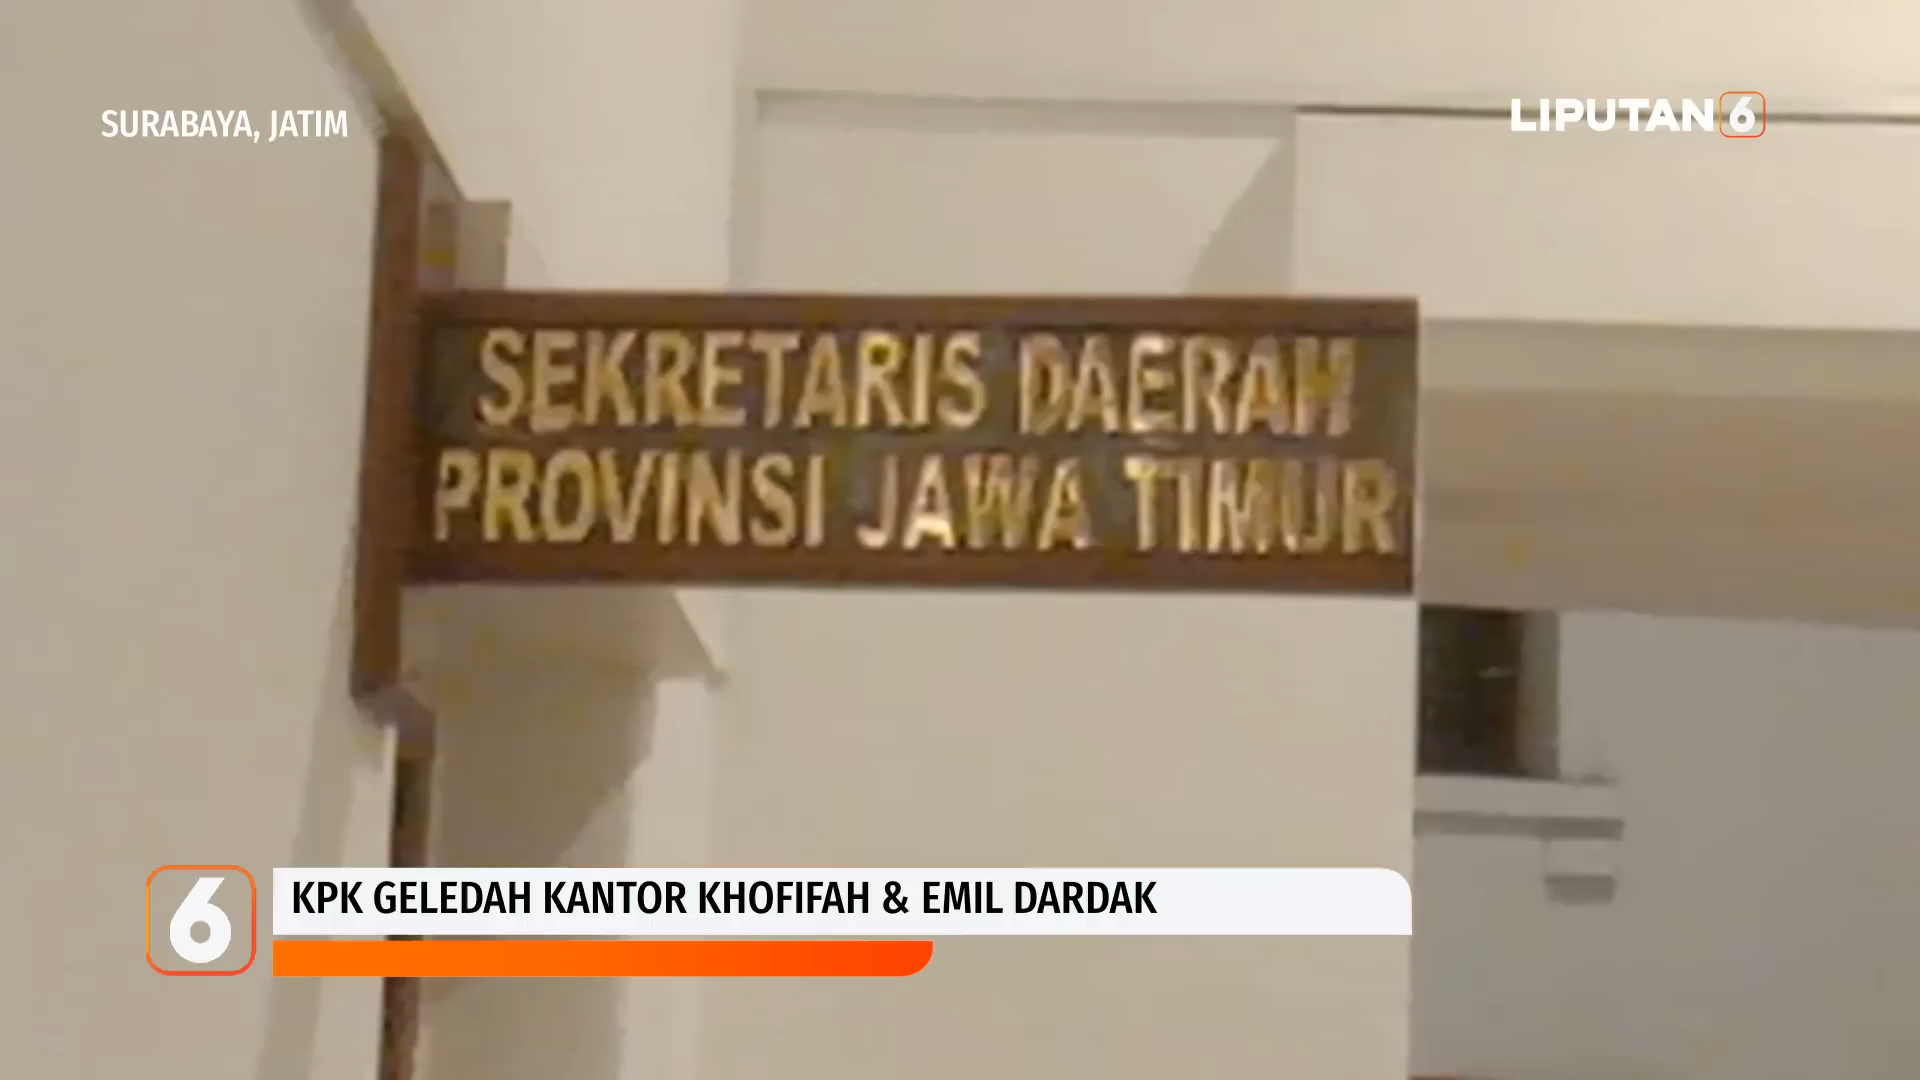 SURABAYA, JATIM
LIPUTAN 6
SEKRETARIS DAERAH
PROVINSI JAWA TIMUR
6
KPK GELEDAH KANTOR KHOFIFAH & EMIL DARDAK